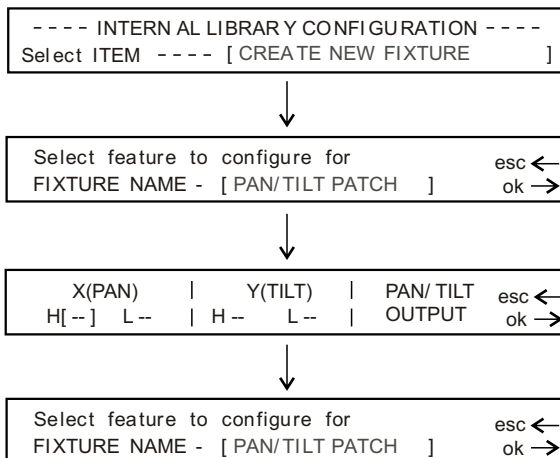 ---- INTERNAL LIBRARY CONFIGURATION ----
Select ITEM ---- [ CREATE NEW FIXTURE ]
Select feature to configure for esc
FIXTURE NAME - [ PAN/TILT PATCH ] ok
X(PAN) | Y(TILT) | PAN/TILT esc
H[ -- ] L -- | H -- L -- | OUTPUT ok
Select feature to configure for esc
FIXTURE NAME - [ PAN/TILT PATCH ] ok